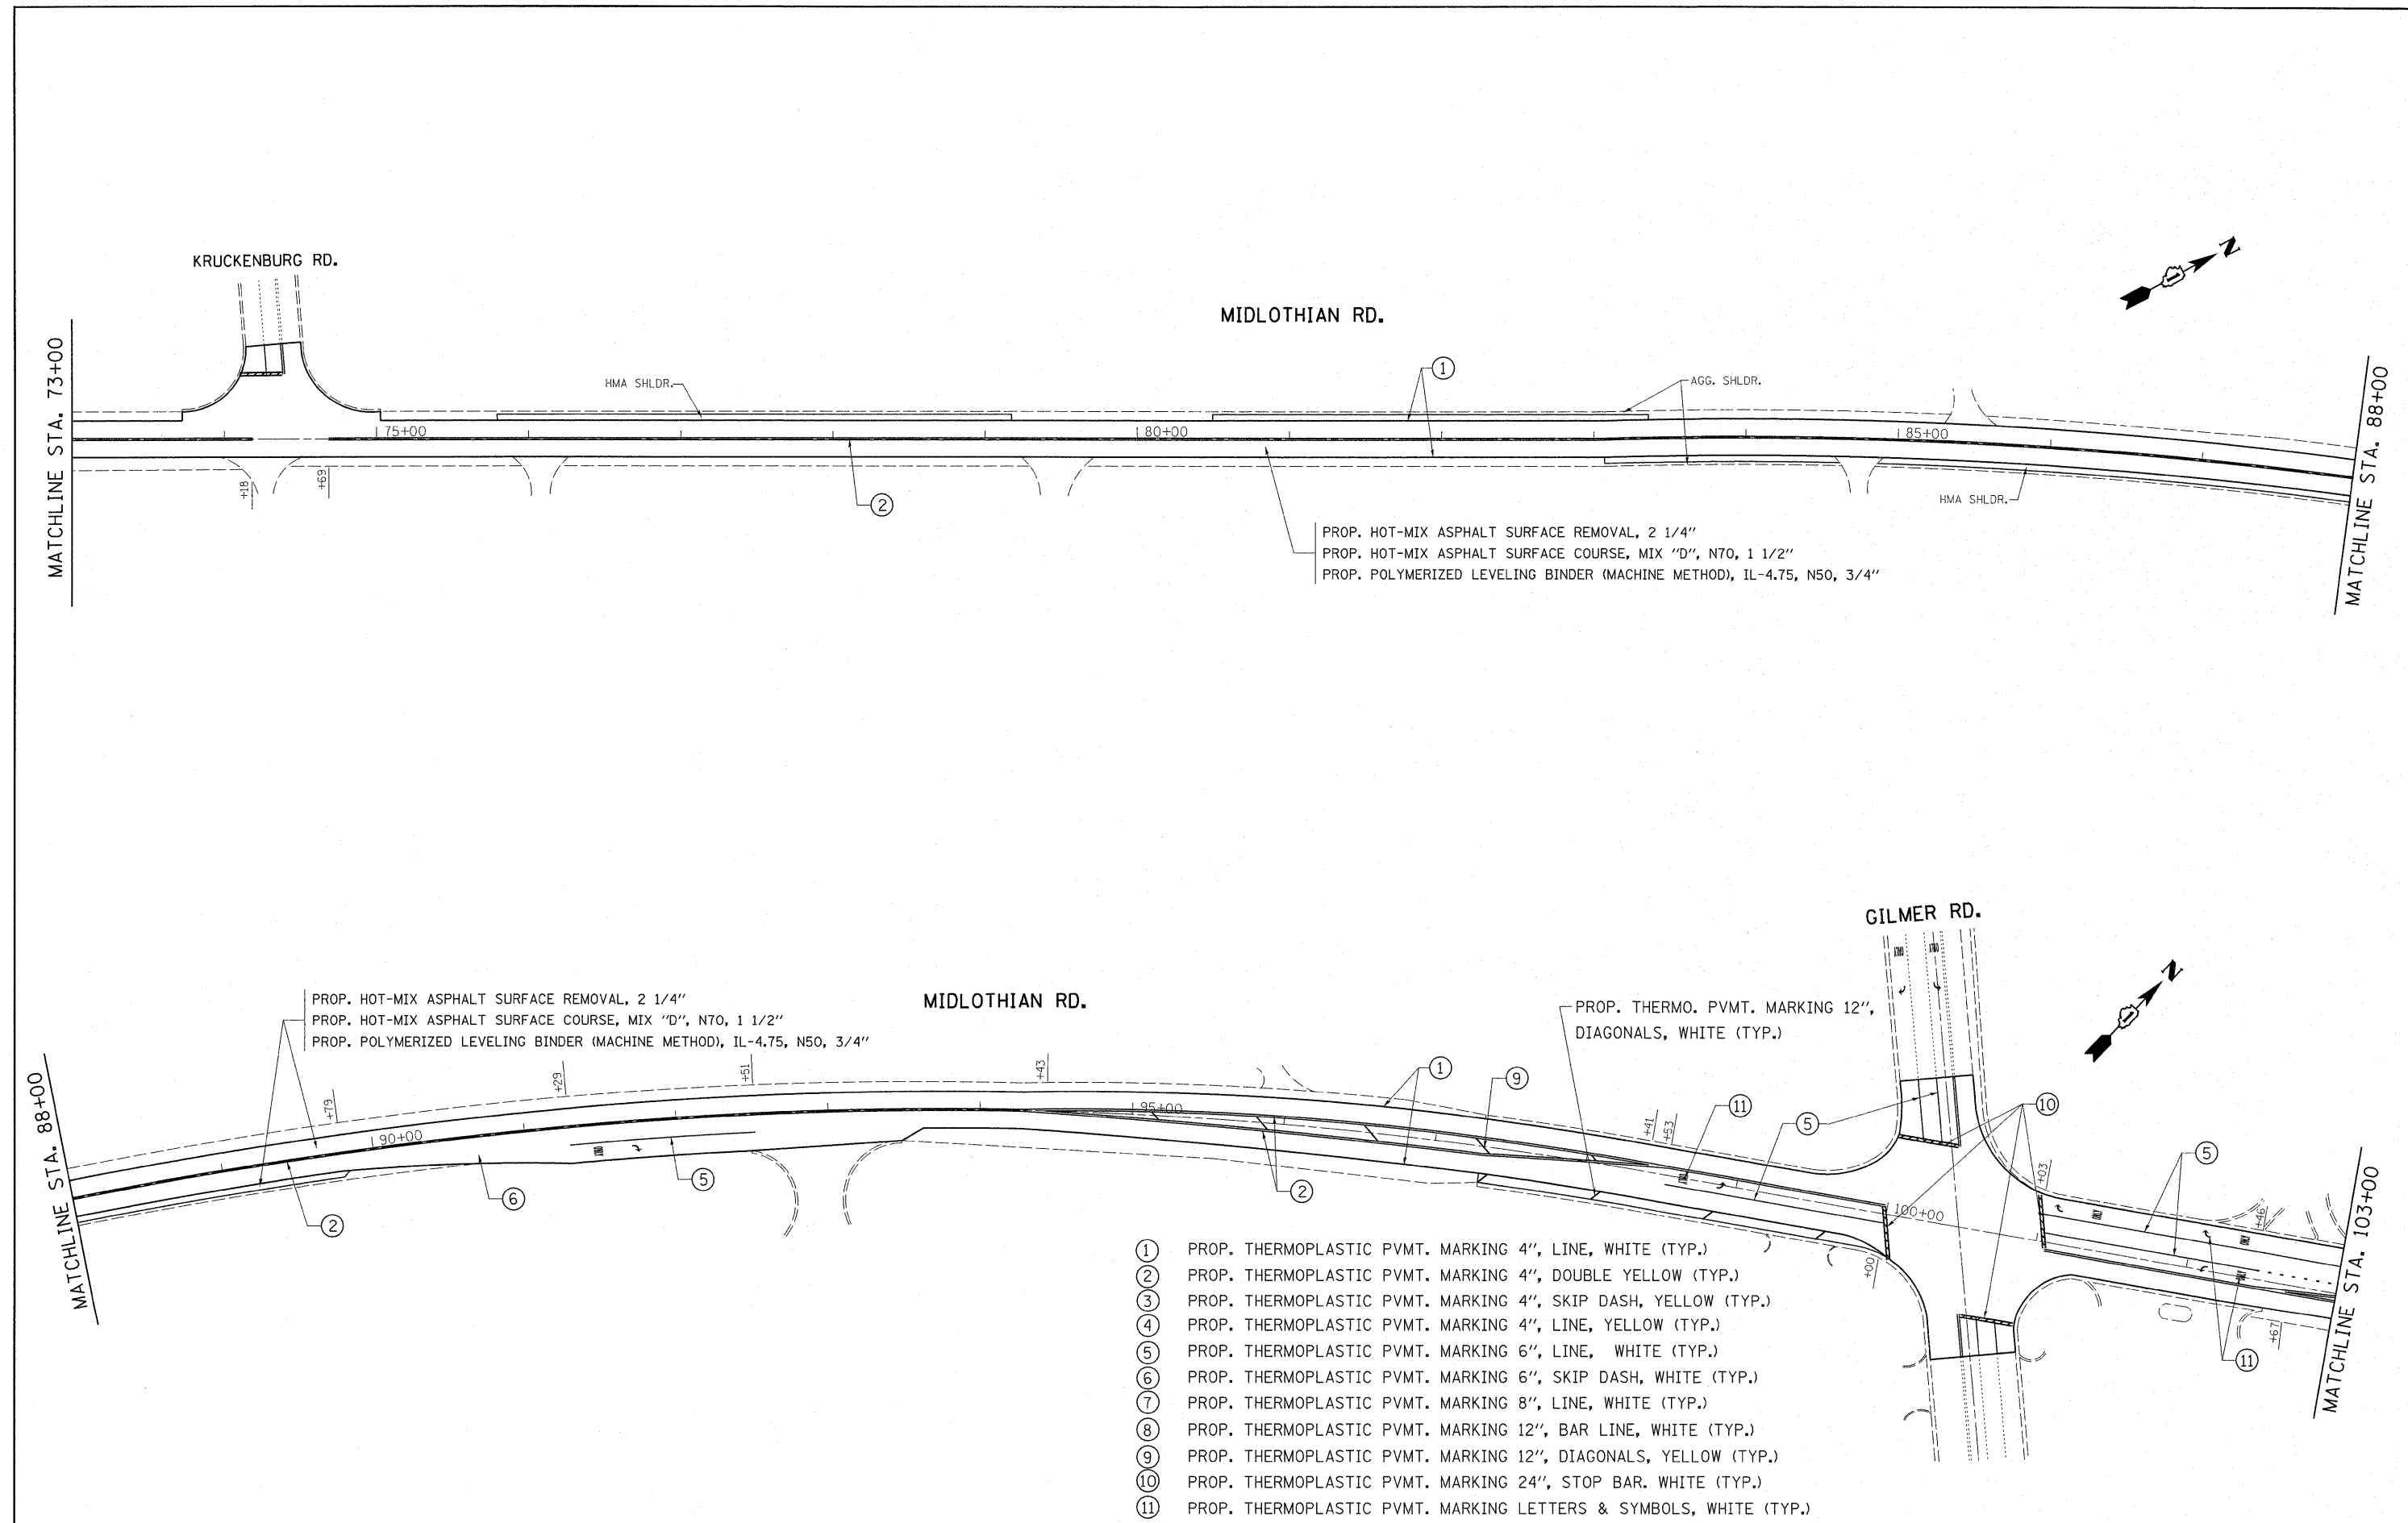 KRUCKENBURG RD.
N
MIDLOTHIAN RD.
MATCHLINE STA. 73+00
HMA SHLDR.
1
AGG. SHLDR.
MATCHLINE STA. 88+00
75+00
80+00
85+00
+18
+69
2
HMA SHLDR.
PROP. HOT-MIX ASPHALT SURFACE REMOVAL, 2 1/4"
PROP. HOT-MIX ASPHALT SURFACE COURSE, MIX "D", N70, 1 1/2"
PROP. POLYMERIZED LEVELING BINDER (MACHINE METHOD), IL-4.75, N50, 3/4"
GILMER RD.
ONLY
ONLY
N
PROP. HOT-MIX ASPHALT SURFACE REMOVAL, 2 1/4"
PROP. HOT-MIX ASPHALT SURFACE COURSE, MIX "D", N70, 1 1/2"
PROP. POLYMERIZED LEVELING BINDER (MACHINE METHOD), IL-4.75, N50, 3/4"
MIDLOTHIAN RD.
PROP. THERMO. PVMT. MARKING 12",
DIAGONALS, WHITE (TYP.)
MATCHLINE STA. 88+00
+79
+29
+51
+43
1
9
11
5
10
+41
+53
90+00
95+00
100+00
ONLY
ONLY
5
6
2
2
+00
+03
5
ONLY
ONLY
ONLY
+46
+67
11
MATCHLINE STA. 103+00
1 PROP. THERMOPLASTIC PVMT. MARKING 4", LINE, WHITE (TYP.)
2 PROP. THERMOPLASTIC PVMT. MARKING 4", DOUBLE YELLOW (TYP.)
3 PROP. THERMOPLASTIC PVMT. MARKING 4", SKIP DASH, YELLOW (TYP.)
4 PROP. THERMOPLASTIC PVMT. MARKING 4", LINE, YELLOW (TYP.)
5 PROP. THERMOPLASTIC PVMT. MARKING 6", LINE, WHITE (TYP.)
6 PROP. THERMOPLASTIC PVMT. MARKING 6", SKIP DASH, WHITE (TYP.)
7 PROP. THERMOPLASTIC PVMT. MARKING 8", LINE, WHITE (TYP.)
8 PROP. THERMOPLASTIC PVMT. MARKING 12", BAR LINE, WHITE (TYP.)
9 PROP. THERMOPLASTIC PVMT. MARKING 12", DIAGONALS, YELLOW (TYP.)
10 PROP. THERMOPLASTIC PVMT. MARKING 24", STOP BAR. WHITE (TYP.)
11 PROP. THERMOPLASTIC PVMT. MARKING LETTERS & SYMBOLS, WHITE (TYP.)